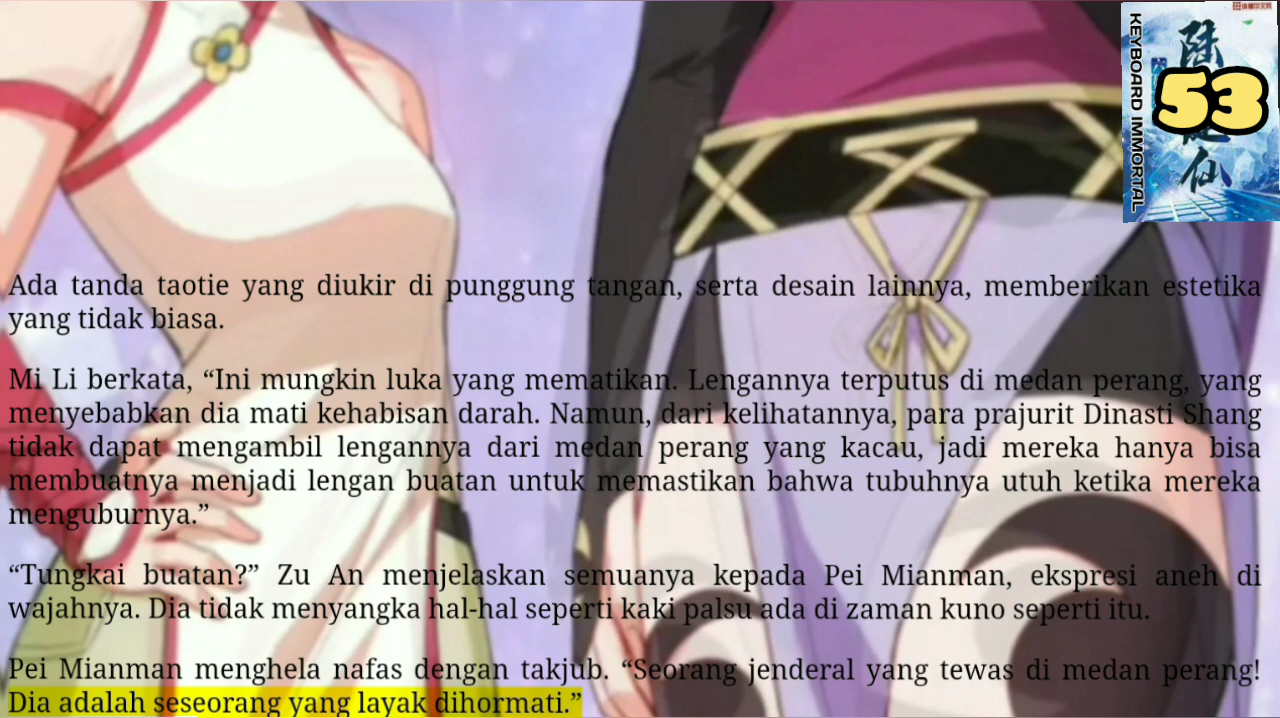 KEYBOARD IMMORTAL
53
仙
Ada tanda taotie yang diukir di punggung tangan, serta desain lainnya, memberikan estetika
yang tidak biasa.
Mi Li berkata, “Ini mungkin luka yang mematikan. Lengannya terputus di medan perang, yang
menyebabkan dia mati kehabisan darah. Namun, dari kelihatannya, para prajurit Dinasti Shang
tidak dapat mengambil lengannya dari medan perang yang kacau, jadi mereka hanya bisa
membuatnya menjadi lengan buatan untuk memastikan bahwa tubuhnya utuh ketika mereka
menguburnya.”
“Tungkai buatan?” Zu An menjelaskan semuanya kepada Pei Mianman, ekspresi aneh di
wajahnya. Dia tidak menyangka hal-hal seperti kaki palsu ada di zaman kuno seperti itu.
Pei Mianman menghela nafas dengan takjub. “Seorang jenderal yang tewas di medan perang!
Dia adalah seseorang yang layak dihormati.”